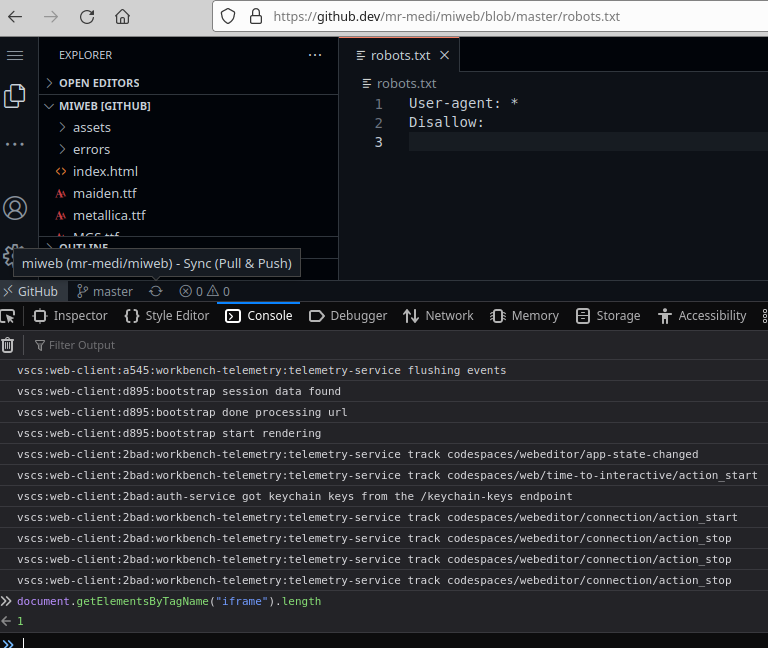 https://github.dev/mr-medi/miweb/blob/master/robots.txt
EXPLORER
robots.txt
OPEN EDITORS
MIWEB [GITHUB]
robots.txt
assets
1 User-agent: *
errors
2 Disallow:
index.html
3
maiden.ttf
metallica.ttf
MGS.ttf
OUTLINE
miweb (mr-medi/miweb) - Sync (Pull & Push)
GitHub master 0 0
Inspector Style Editor Console Debugger Network Memory Storage Accessibility
Filter Output
vscs:web-client:a545:workbench-telemetry:telemetry-service flushing events
vscs:web-client:d895:bootstrap session data found
vscs:web-client:d895:bootstrap done processing url
vscs:web-client:d895:bootstrap start rendering
vscs:web-client:2bad:workbench-telemetry:telemetry-service track codespaces/webeditor/app-state-changed
vscs:web-client:2bad:workbench-telemetry:telemetry-service track codespaces/web/time-to-interactive/action_start
vscs:web-client:2bad:auth-service got keychain keys from the /keychain-keys endpoint
vscs:web-client:2bad:workbench-telemetry:telemetry-service track codespaces/webeditor/connection/action_start
vscs:web-client:2bad:workbench-telemetry:telemetry-service track codespaces/webeditor/connection/action_stop
vscs:web-client:2bad:workbench-telemetry:telemetry-service track codespaces/webeditor/connection/action_stop
vscs:web-client:2bad:workbench-telemetry:telemetry-service track codespaces/webeditor/connection/action_stop
document.getElementsByTagName("iframe").length
1